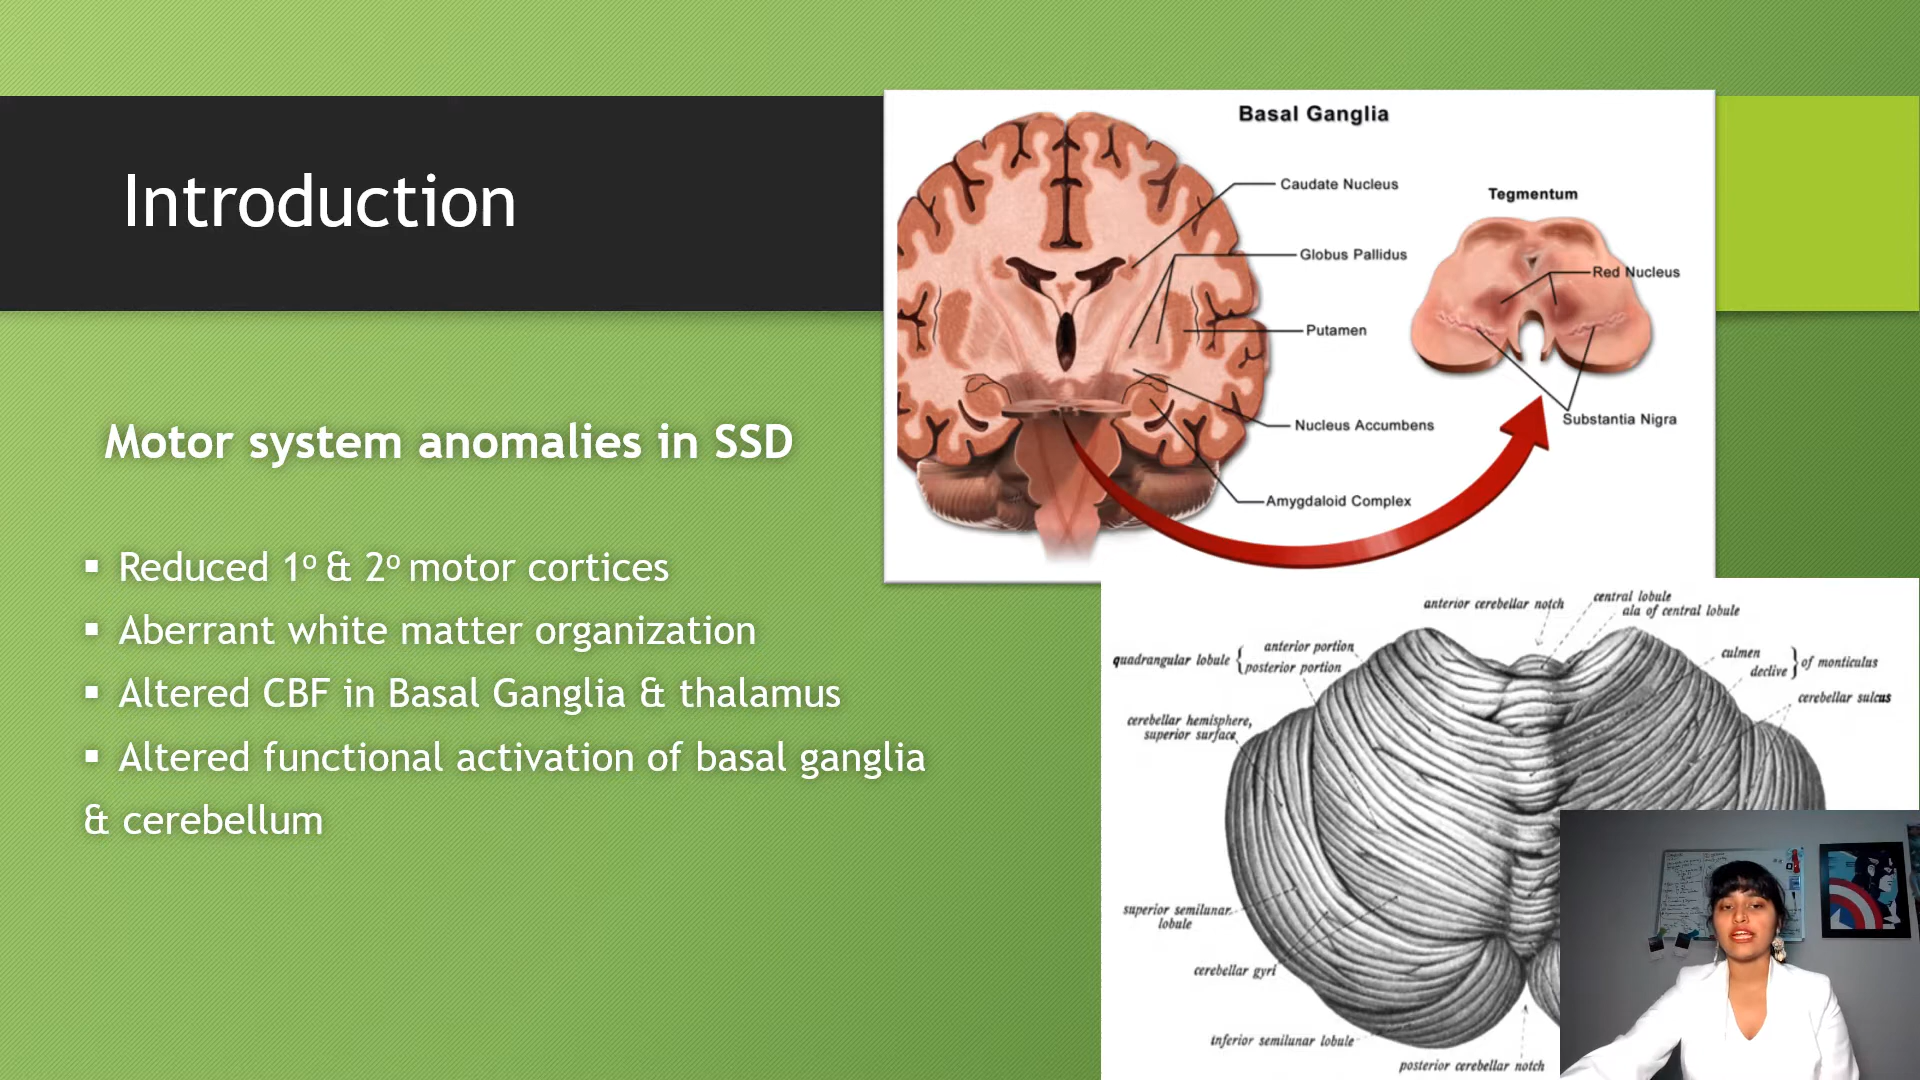 Introduction
Motor system anomalies in SSD
▪ Reduced 1º & 2º motor cortices
▪ Aberrant white matter organization
▪ Altered CBF in Basal Ganglia & thalamus
▪ Altered functional activation of basal ganglia
& cerebellum
Basal Ganglia
Caudate Nucleus
Globus Pallidus
Putamen
Nucleus Accumbens
Amygdaloid Complex
Tegmentum
Red Nucleus
Substantia Nigra
anterior cerebellar notch
central lobule
ala of central lobule
quadrangular lobule { anterior portion
posterior portion
culmen
declive
} of monticulus
cerebellar sulcus
cerebellar hemisphere,
superior surface
superior semilunar
lobule
cerebellar gyri
inferior semilunar lobule
posterior cerebellar notch